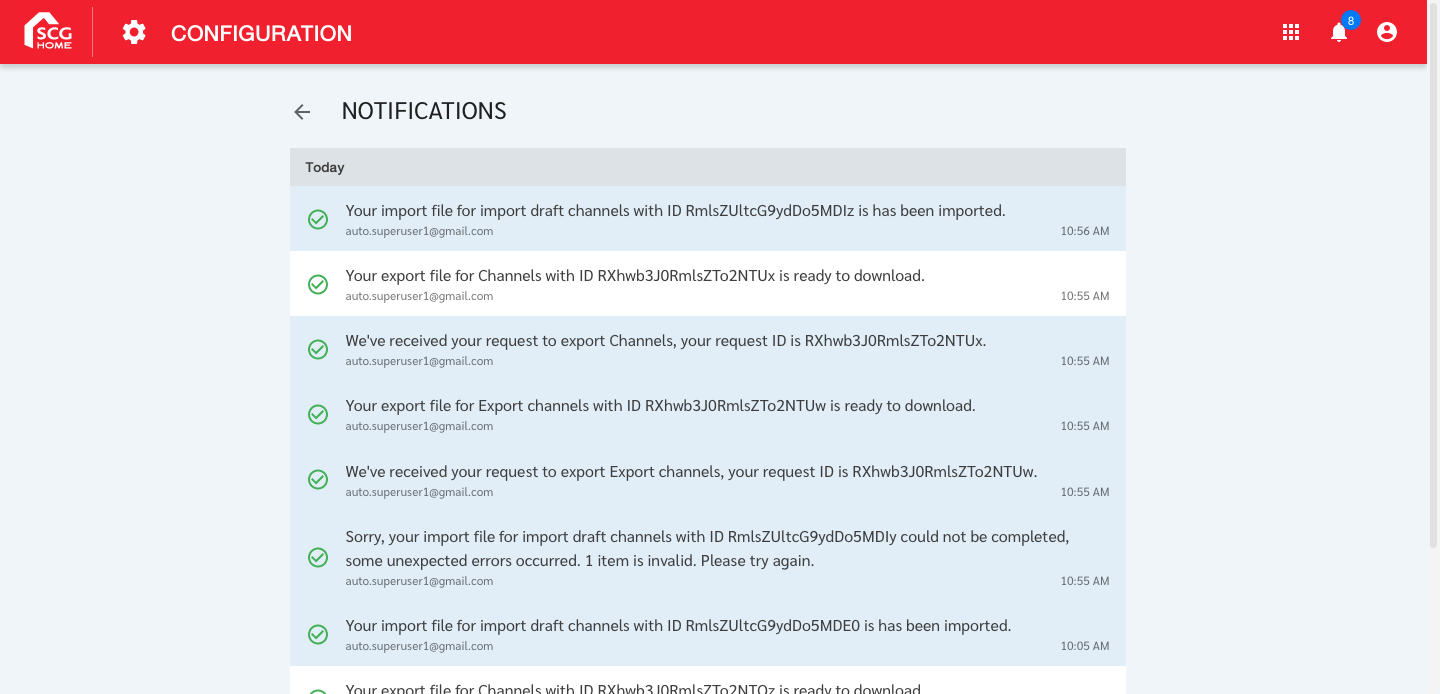 SCG
HOME
CONFIGURATION
8
NOTIFICATIONS
Today
Your import file for import draft channels with ID RmlsZUltcG9ydDo5MDIz is has been imported.
auto.superuser1@gmail.com
10:56 AM
Your export file for Channels with ID RXhwb3J0RmlsZTo2NTUx is ready to download.
auto.superuser1@gmail.com
10:55 AM
We've received your request to export Channels, your request ID is RXhwb3J0RmlsZTo2NTUx.
auto.superuser1@gmail.com
10:55 AM
Your export file for Export channels with ID RXhwb3J0RmlsZTo2NTUw is ready to download.
auto.superuser1@gmail.com
10:55 AM
We've received your request to export Export channels, your request ID is RXhwb3J0RmlsZTo2NTUw.
auto.superuser1@gmail.com
10:55 AM
Sorry, your import file for import draft channels with ID RmlsZUltcG9ydDo5MDIy could not be completed,
some unexpected errors occurred. 1 item is invalid. Please try again.
auto.superuser1@gmail.com
10:55 AM
Your import file for import draft channels with ID RmlsZUltcG9ydDo5MDE0 is has been imported.
auto.superuser1@gmail.com
10:05 AM
Your export file for Channels with ID RXhwb3J0RmlsZTo2NTQz is ready to download.